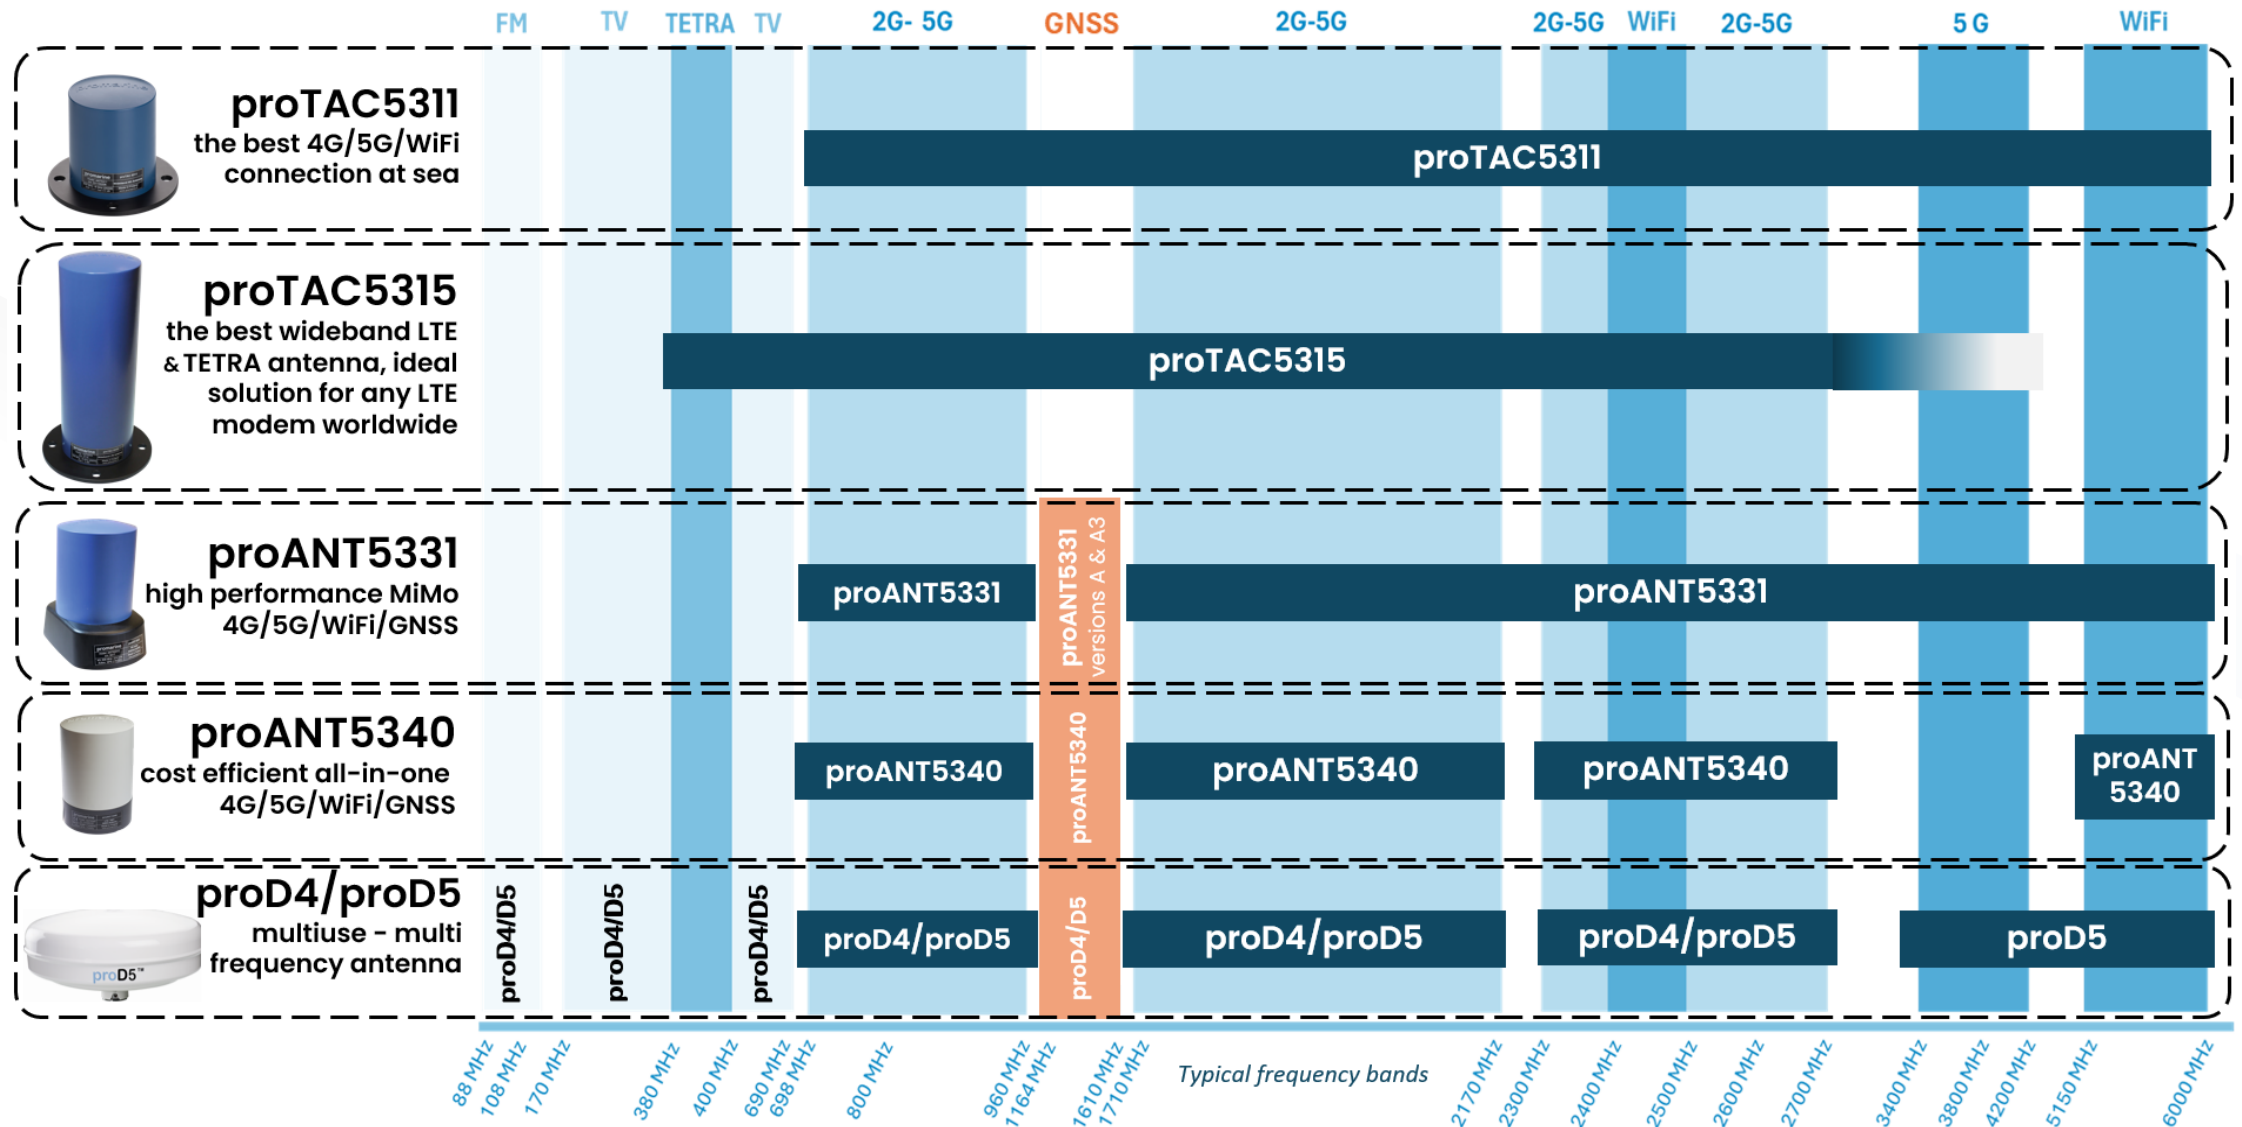 FM TV TETRA TV 2G- 5G GNSS 2G-5G 2G-5G WiFi 2G-5G 5 G WiFi
proTAC5311
the best 4G/5G/WiFi
connection at sea
proTAC5311
proTAC5315
the best wideband LTE
& TETRA antenna, ideal
solution for any LTE
modem worldwide
proTAC5315
proANT5331
high performance MiMo
4G/5G/WiFi/GNSS
proANT5331
proANT5331
versions A & A3
proANT5331
proANT5340
cost efficient all-in-one
4G/5G/WiFi/GNSS
proANT5340
proANT5340
proANT5340
proANT5340
proANT
5340
proD4/proD5
multiuse - multi
frequency antenna
proD5™
proD4/D5
proD4/D5
proD4/D5
proD4/proD5
proD4/D5
proD4/proD5
proD4/proD5
proD5
88 MHz
108 MHz
170 MHz
380 MHz
400 MHz
690 MHz
698 MHz
800 MHz
960 MHz
1164 MHz
1610 MHz
1710 MHz
Typical frequency bands
2170 MHz
2300 MHz
2400 MHz
2500 MHz
2600 MHz
2700 MHz
3400 MHz
3800 MHz
4200 MHz
5150 MHz
6000 MHz